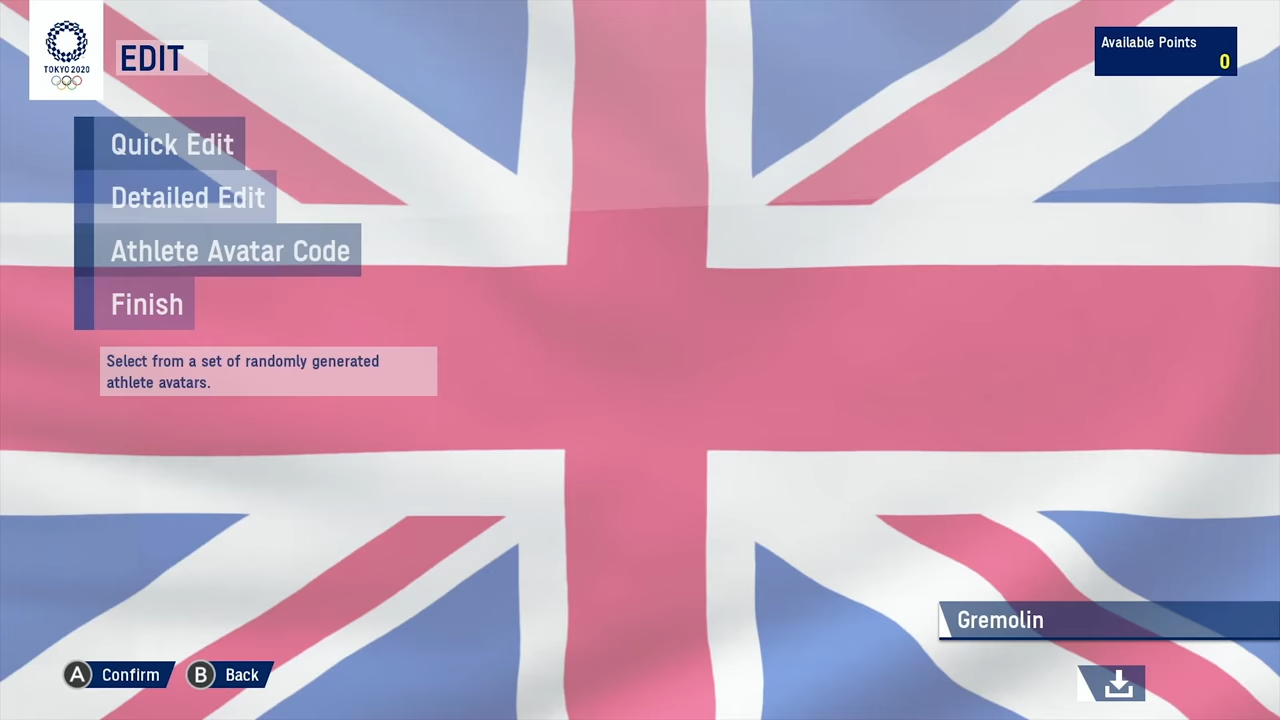 TOKYO 2020
EDIT
Available Points
0
Quick Edit
Detailed Edit
Athlete Avatar Code
Finish
Select from a set of randomly generated
athlete avatars.
Gremolin
A Confirm B Back